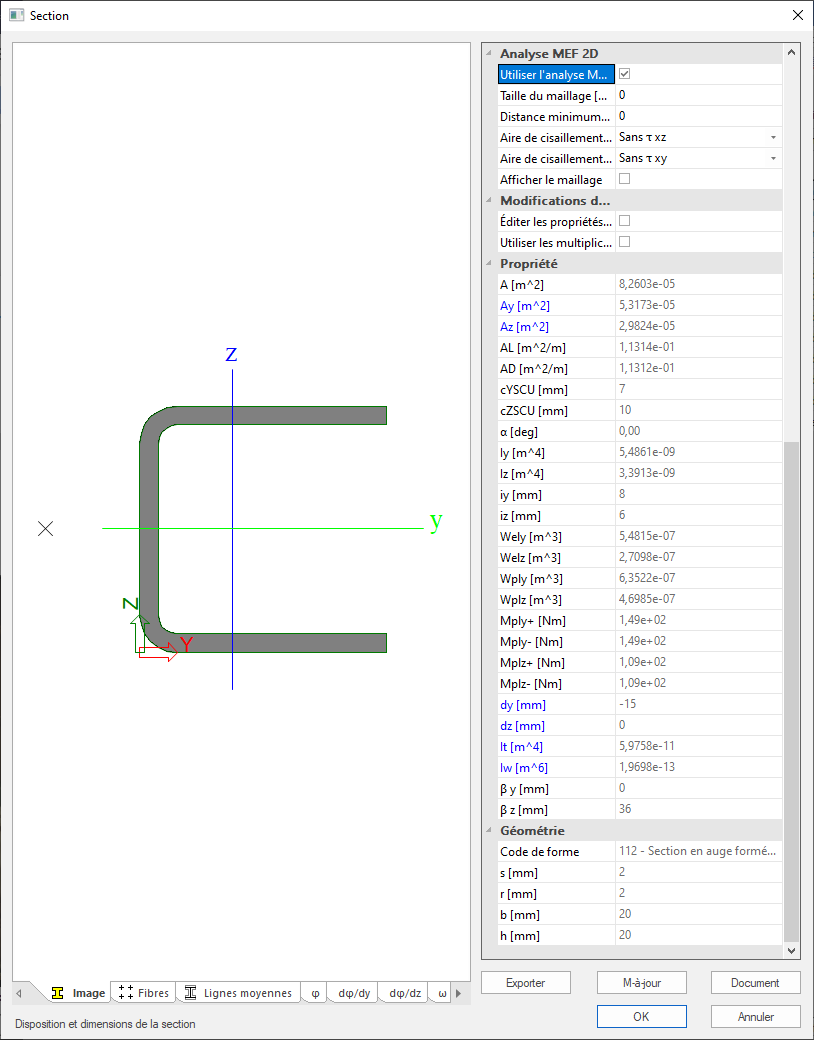 Section
Analyse MEF 2D
Utiliser l'analyse M...
Taille du maillage [... 0
Distance minimum... 0
Aire de cisaillement... Sans τ xz
Aire de cisaillement... Sans τ xy
Afficher le maillage
Modifications d...
Éditer les propriétés...
Utiliser les multiplic...
Propriété
A [m^2] 8,2603e-05
Ay [m^2] 5,3173e-05
Az [m^2] 2,9824e-05
AL [m^2/m] 1,1314e-01
AD [m^2/m] 1,1312e-01
cYSCU [mm] 7
cZSCU [mm] 10
α [deg] 0,00
Iy [m^4] 5,4861e-09
Iz [m^4] 3,3913e-09
iy [mm] 8
iz [mm] 6
Wely [m^3] 5,4815e-07
Welz [m^3] 2,7098e-07
Wply [m^3] 6,3522e-07
Wplz [m^3] 4,6985e-07
Mply+ [Nm] 1,49e+02
Mply- [Nm] 1,49e+02
Mplz+ [Nm] 1,09e+02
Mplz- [Nm] 1,09e+02
dy [mm] -15
dz [mm] 0
It [m^4] 5,9758e-11
Iw [m^6] 1,9698e-13
β y [mm] 0
β z [mm] 36
Géométrie
Code de forme 112 - Section en auge formé...
s [mm] 2
r [mm] 2
b [mm] 20
h [mm] 20
z
y
Z
Y
Image Fibres Lignes moyennes φ dφ/dy dφ/dz ω
Exporter M-à-jour Document
OK Annuler
Disposition et dimensions de la section